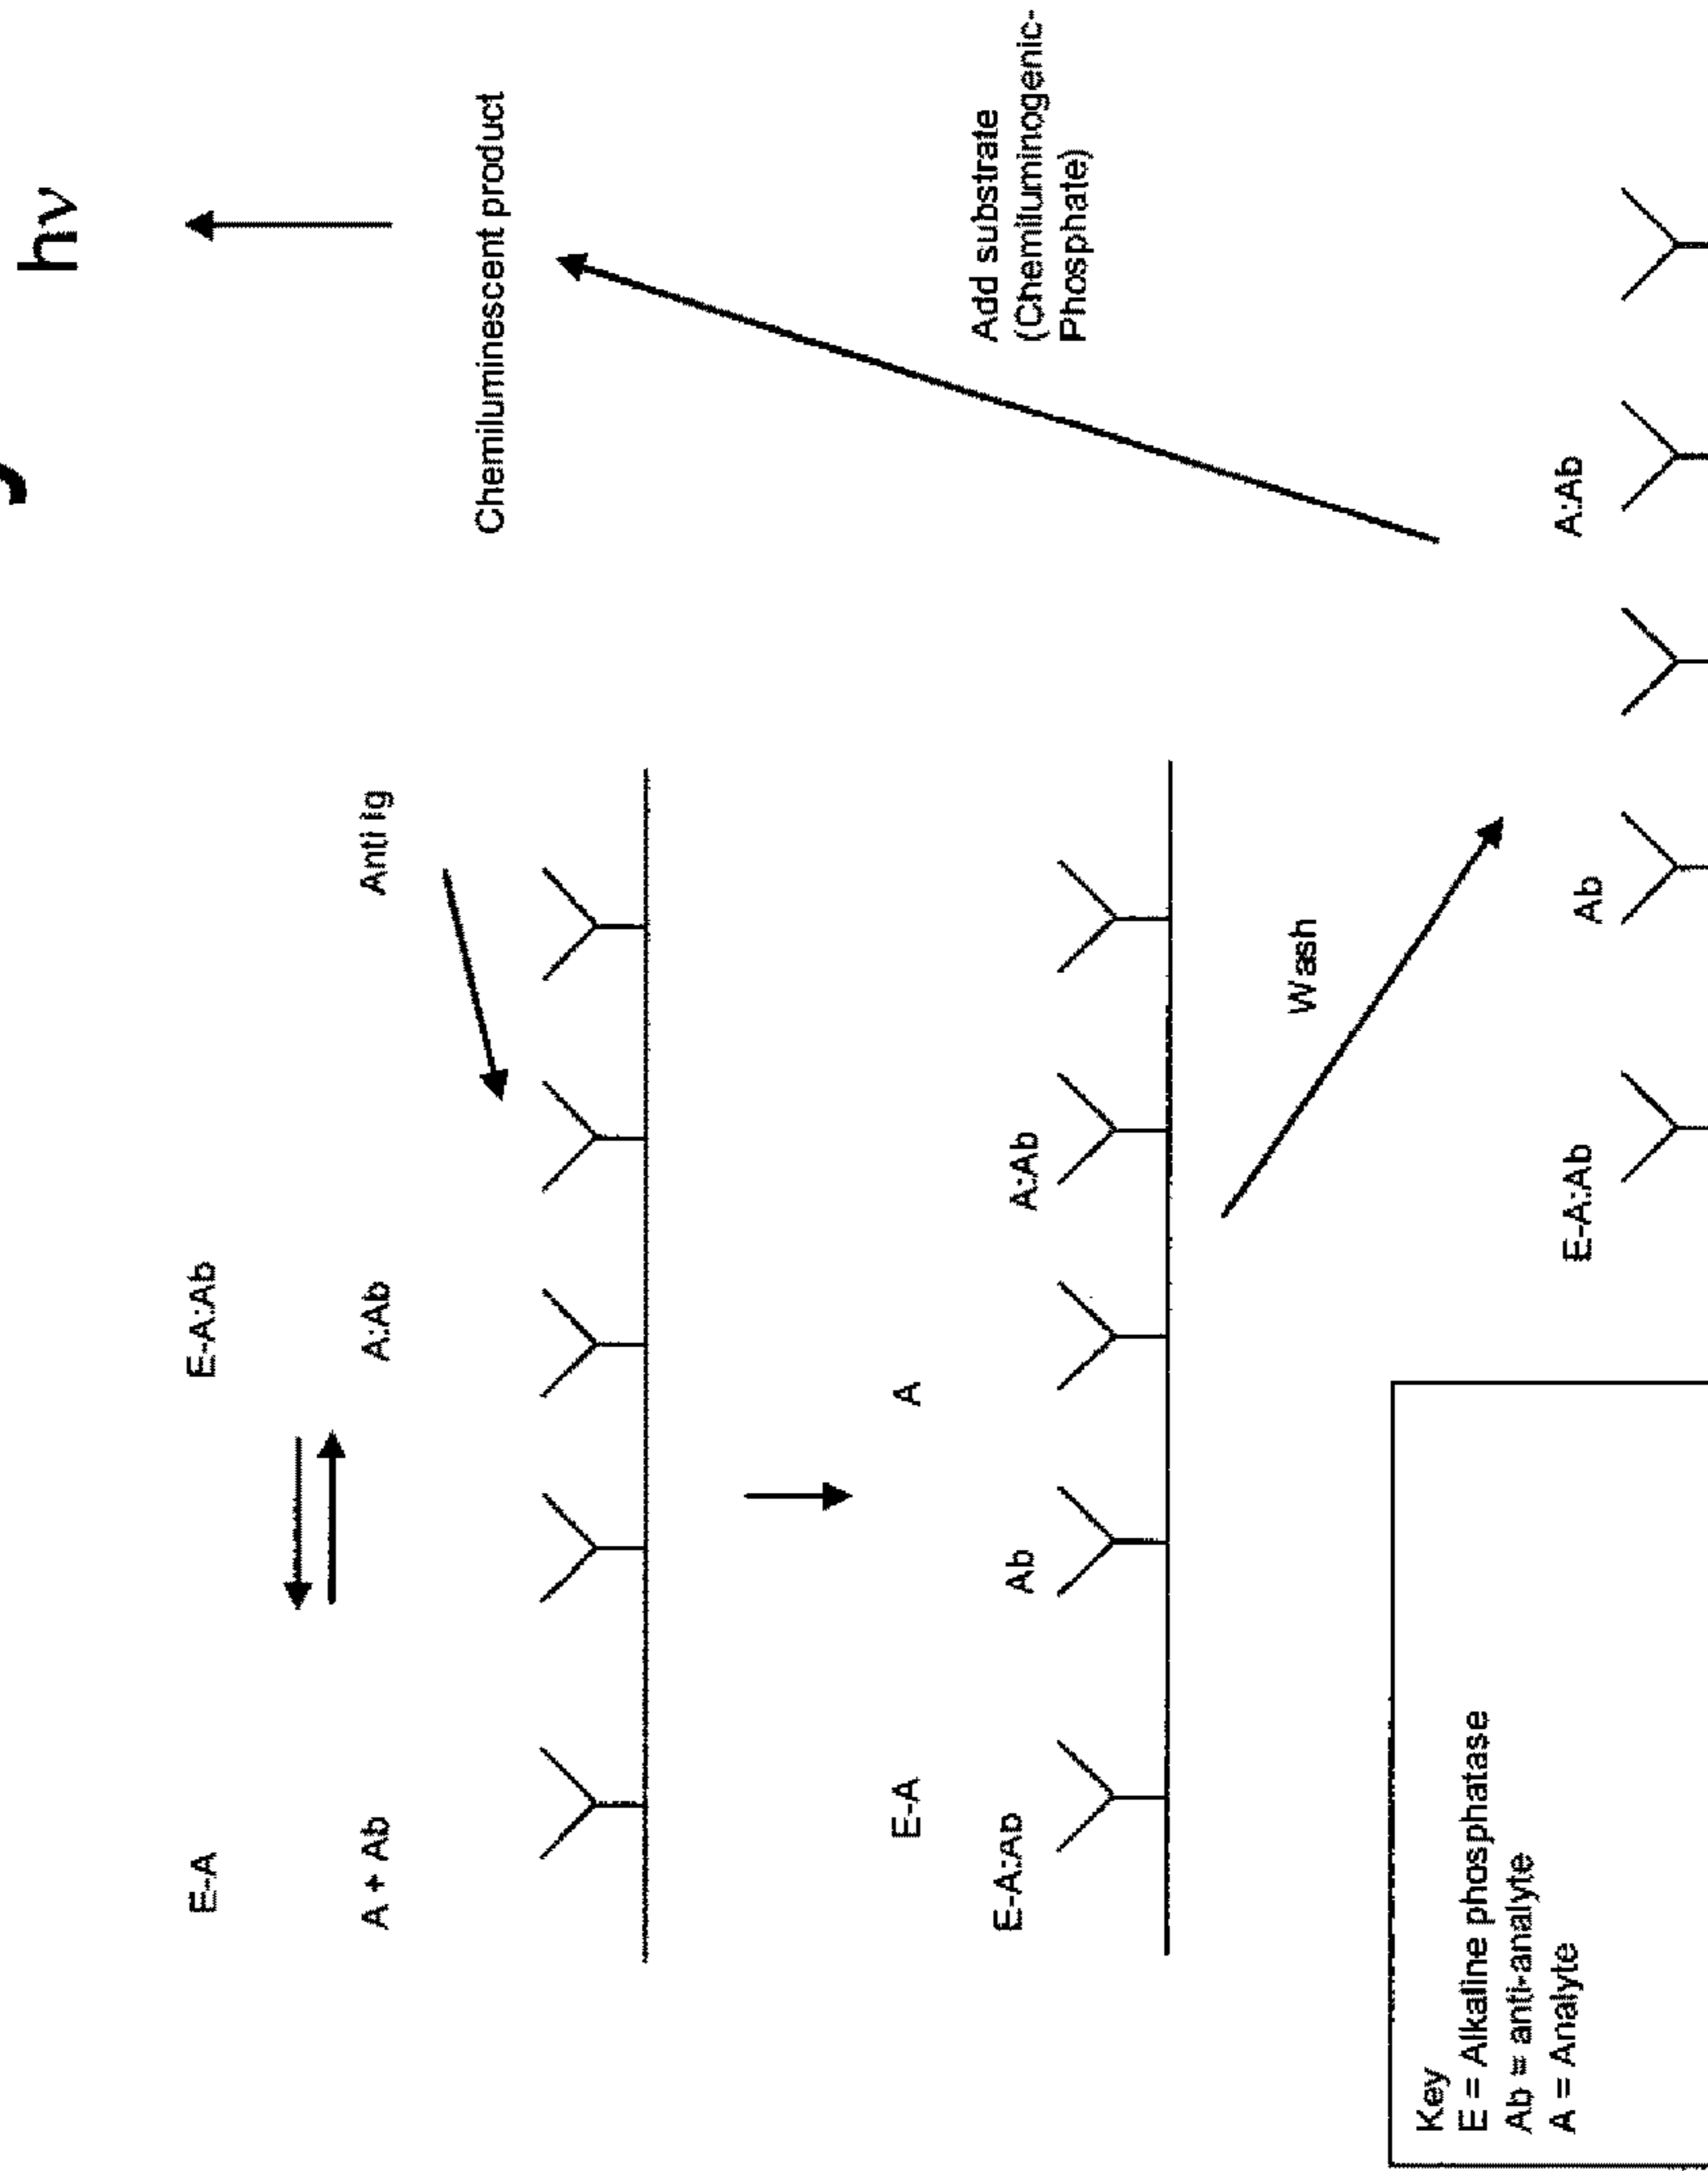 hν
E-A
E-A:Ab
A + Ab
A:Ab
Anti Ig
Chemiluminescent product
E-A
A
E-A:Ab
Ab
A:Ab
Wash
Add substrate
(Chemiluminogenic-
Phosphate)
Key
E = Alkaline phosphatase
Ab = anti-analyte
A = Analyte
E-A:Ab
Ab
A:Ab